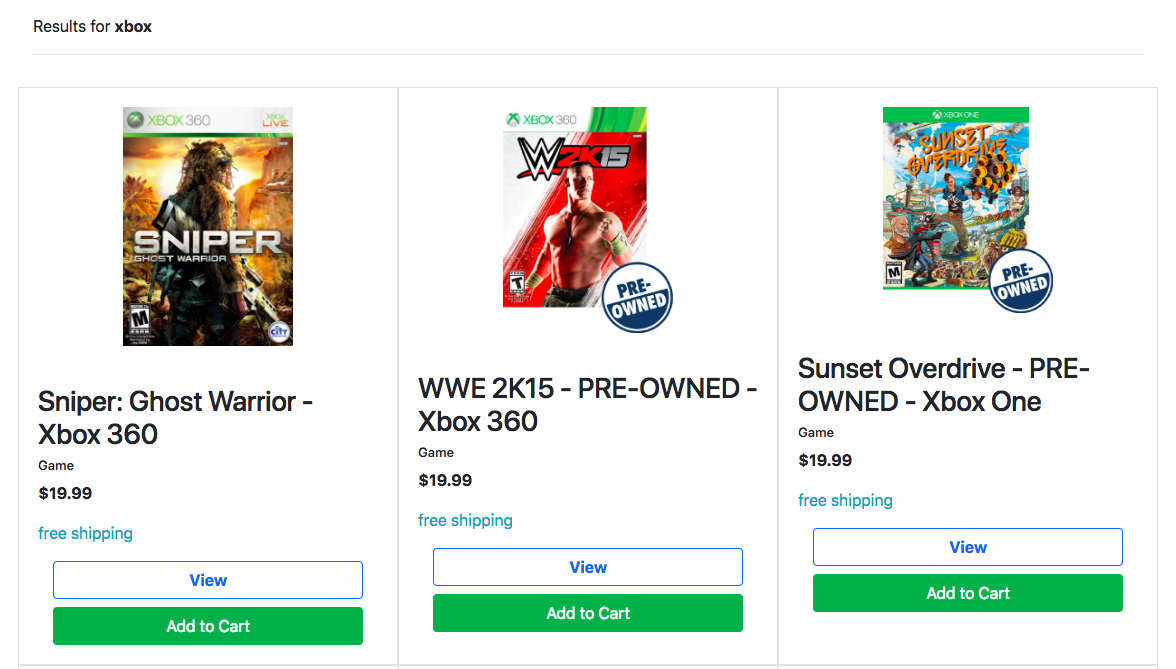 Results for xbox
XBOX 360
XBOX
LIVE
SNIPER
GHOST WARRIOR
M
CITY
Sniper: Ghost Warrior -
Xbox 360
Game
$19.99
free shipping
View
Add to Cart
XBOX 360
W2K15
T
PRE-
OWNED
WWE 2K15 - PRE-OWNED -
Xbox 360
Game
$19.99
free shipping
View
Add to Cart
XBOX ONE
SUNSET
OVERDRIVE
M
PRE-
OWNED
Sunset Overdrive - PRE-
OWNED - Xbox One
Game
$19.99
free shipping
View
Add to Cart